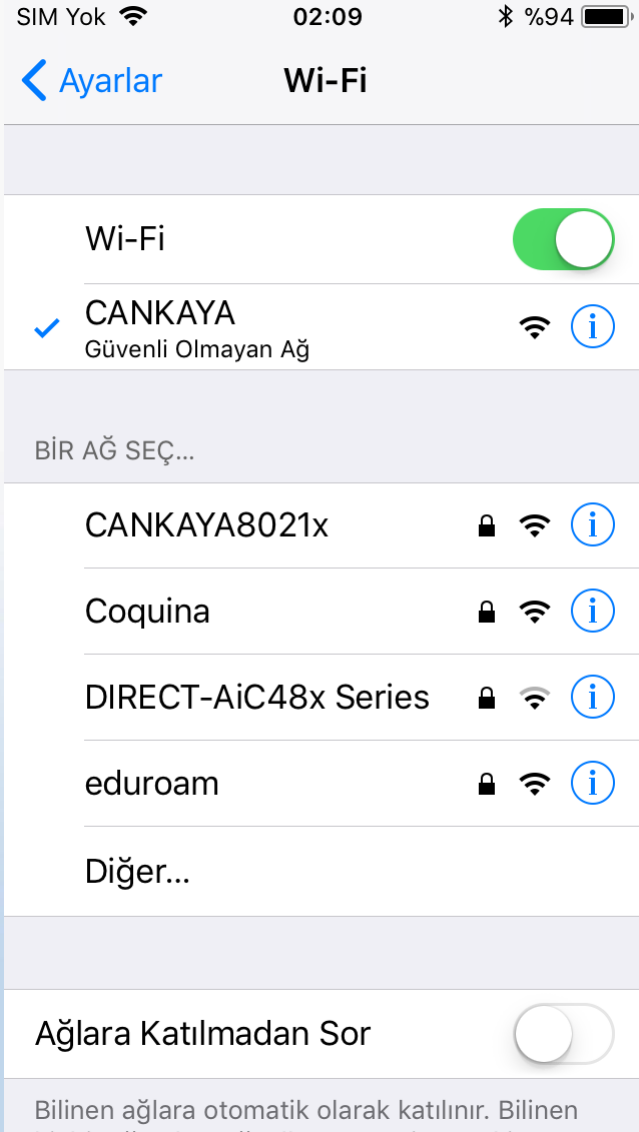 SIM Yok 02:09 %94
Ayarlar Wi-Fi
Wi-Fi
CANKAYA
Güvenli Olmayan Ağ
BİR AĞ SEÇ...
CANKAYA8021x
Coquina
DIRECT-AiC48x Series
eduroam
Diğer...
Ağlara Katılmadan Sor
Bilinen ağlara otomatik olarak katılınır. Bilinen